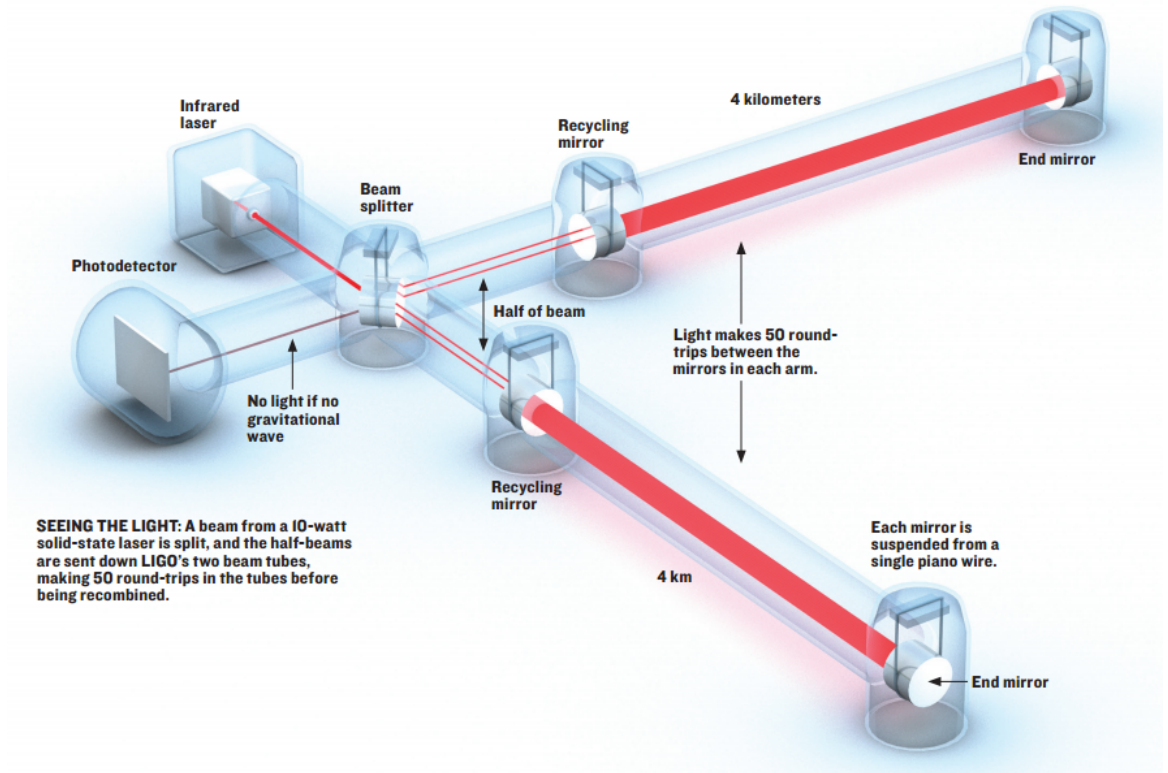 4 kilometers
Infrared
laser
Recycling
mirror
End mirror
Beam
splitter
Photodetector
Half of beam
Light makes 50 round-
trips between the
mirrors in each arm.
No light if no
gravitational
wave
Recycling
mirror
SEEING THE LIGHT: A beam from a 10-watt
solid-state laser is split, and the half-beams
are sent down LIGO’s two beam tubes,
making 50 round-trips in the tubes before
being recombined.
Each mirror is
suspended from a
single piano wire.
4 km
End mirror